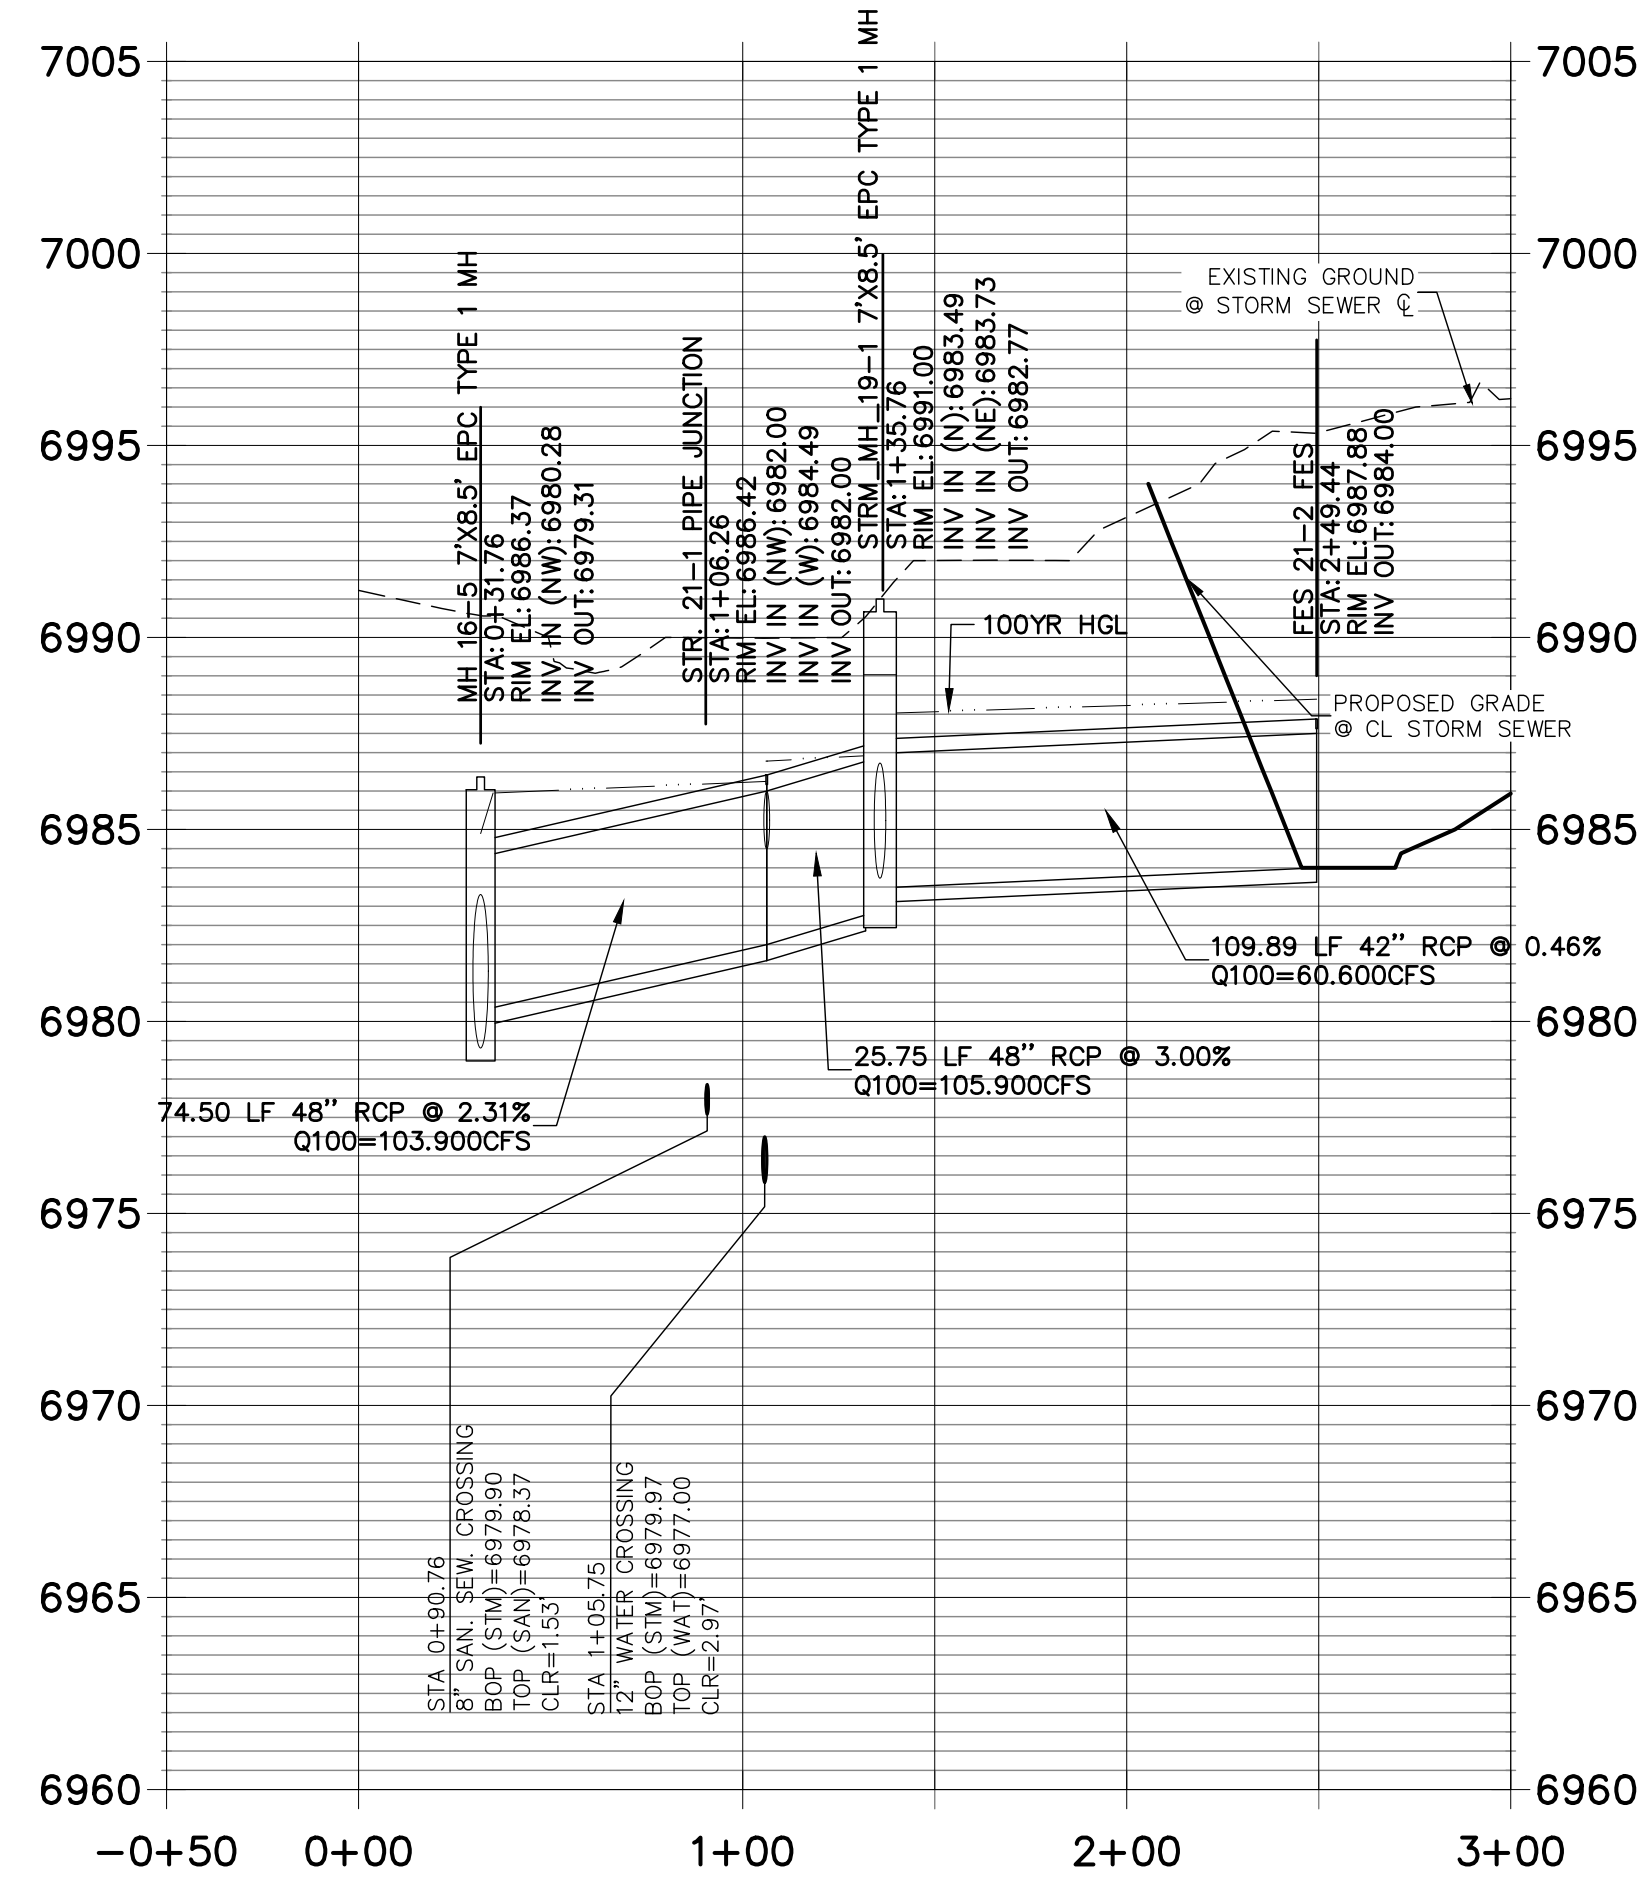 7005
7000
6995
6990
6985
6980
6975
6970
6965
6960
7005
7000
6995
6990
6985
6980
6975
6970
6965
6960
-0+50
0+00
1+00
2+00
3+00
MH 16-5 7'X8.5' EPC TYPE 1 MH
STA:0+31.76
RIM EL:6986.37
INV IN (NW):6980.28
INV OUT:6979.31
STR. 21-1 PIPE JUNCTION
STA:1+06.26
RIM EL:6986.42
INV IN (NW):6982.00
INV IN (W):6984.49
INV OUT:6982.00
STRM_MH_19-1 7'X8.5' EPC TYPE 1 MH
STA:1+35.76
RIM EL:6991.00
INV IN (N):6983.49
INV IN (NE):6983.73
INV OUT:6982.77
EXISTING GROUND
@ STORM SEWER ℄
FES 21-2 FES
STA:2+49.44
RIM EL:6987.88
INV OUT:6984.00
100YR HGL
PROPOSED GRADE
@ CL STORM SEWER
109.89 LF 42" RCP @ 0.46%
Q100=60.600CFS
25.75 LF 48" RCP @ 3.00%
Q100=105.900CFS
74.50 LF 48" RCP @ 2.31%
Q100=103.900CFS
STA 0+90.76
8" SAN. SEW. CROSSING
BOP (STM)=6979.90
TOP (SAN)=6978.37
CLR=1.53'
STA 1+05.75
12" WATER CROSSING
BOP (STM)=6979.97
TOP (WAT)=6977.00
CLR=2.97'